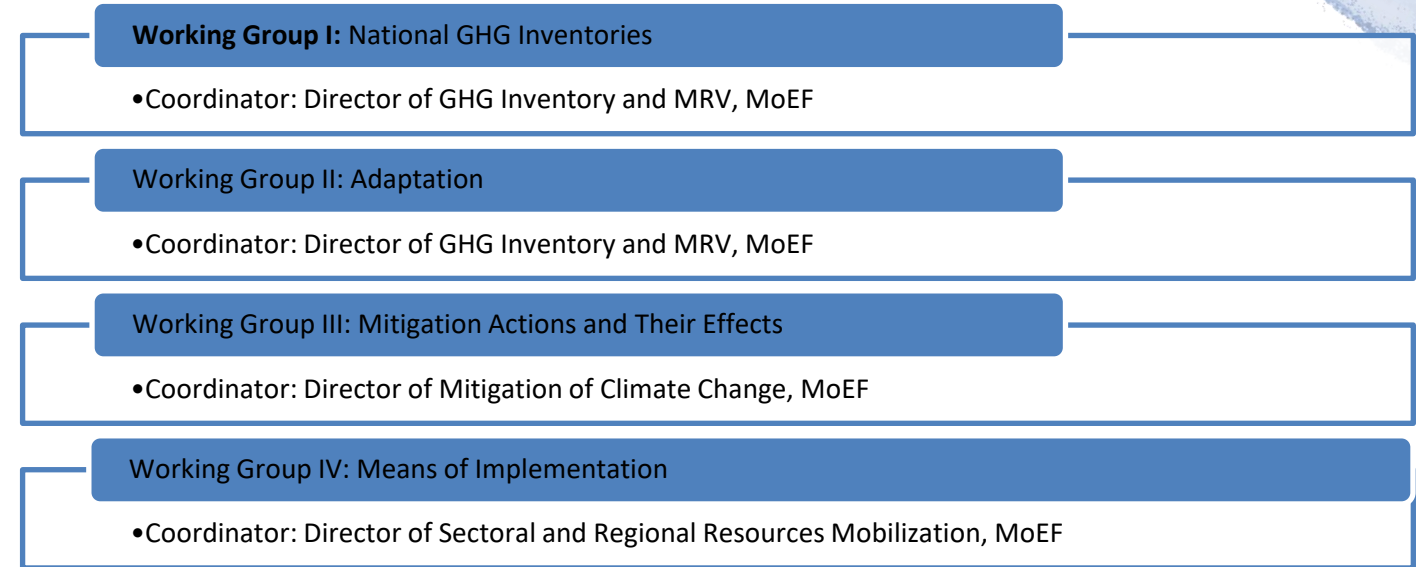 Working Group I: National GHG Inventories
•Coordinator: Director of GHG Inventory and MRV, MoEF
Working Group II: Adaptation
•Coordinator: Director of GHG Inventory and MRV, MoEF
Working Group III: Mitigation Actions and Their Effects
•Coordinator: Director of Mitigation of Climate Change, MoEF
Working Group IV: Means of Implementation
•Coordinator: Director of Sectoral and Regional Resources Mobilization, MoEF